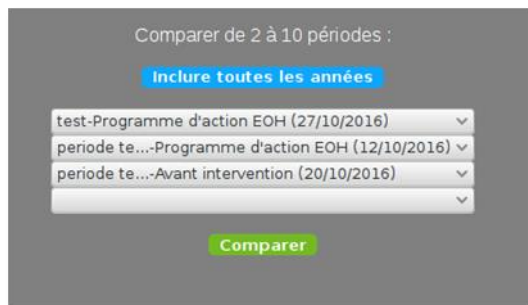 Comparer de 2 à 10 périodes :
Inclure toutes les années
test-Programme d'action EOH (27/10/2016)
periode te...-Programme d'action EOH (12/10/2016)
periode te...-Avant intervention (20/10/2016)
Comparer